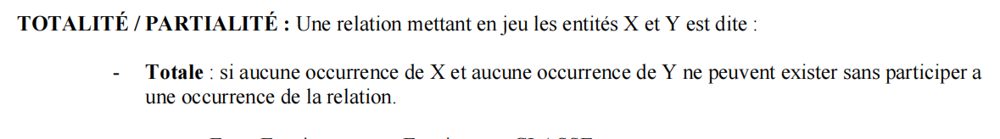 TOTALITÉ / PARTIALITÉ : Une relation mettant en jeu les entités X et Y est dite :
- Totale : si aucune occurrence de X et aucune occurrence de Y ne peuvent exister sans participer a
une occurrence de la relation.